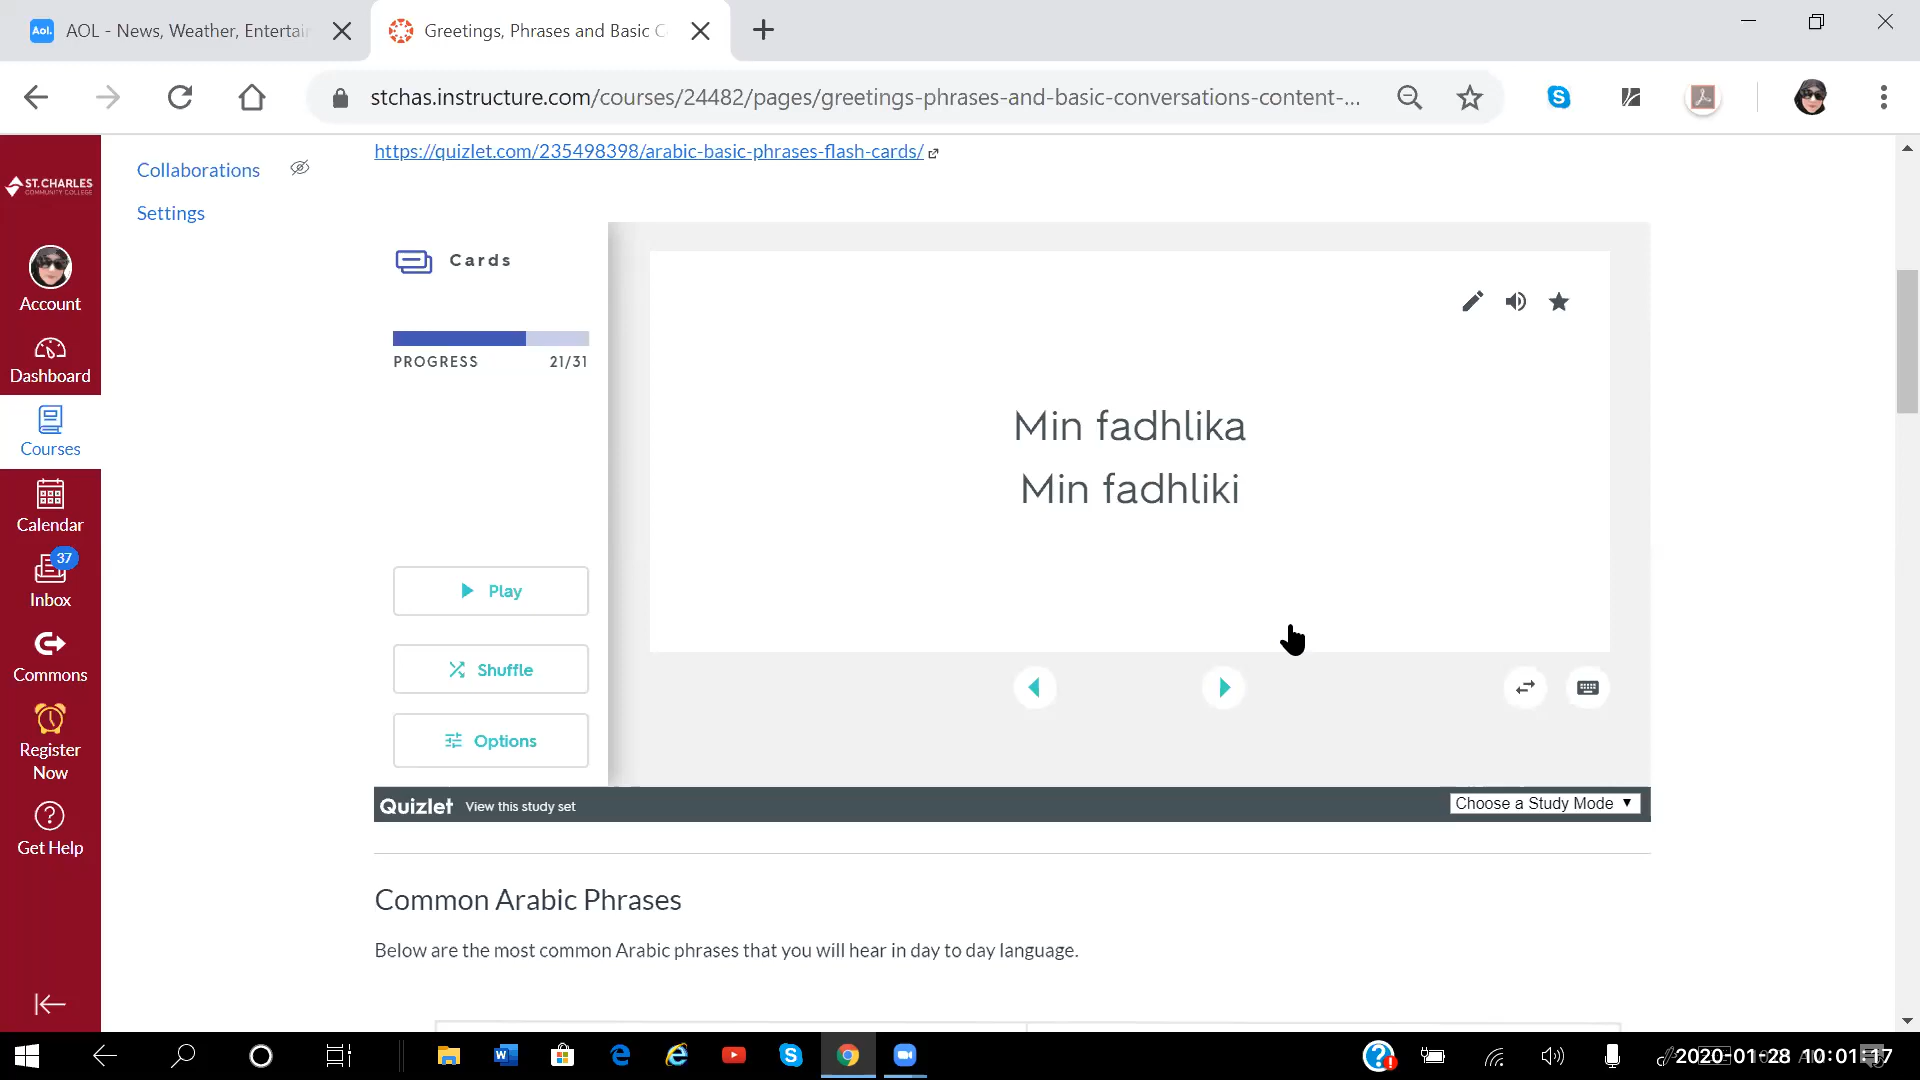 AOL - News, Weather, Entertai
Greetings, Phrases and Basic C
stchas.instructure.com/courses/24482/pages/greetings-phrases-and-basic-conversations-content-...
ST.CHARLES
COMMUNITY COLLEGE
Account
Dashboard
Courses
Calendar
37
Inbox
Commons
Register
Now
Get Help
Collaborations
Settings
https://quizlet.com/235498398/arabic-basic-phrases-flash-cards/
Cards
PROGRESS 21/31
Play
Shuffle
Options
Min fadhlika
Min fadhliki
Quizlet View this study set
Choose a Study Mode
Common Arabic Phrases
Below are the most common Arabic phrases that you will hear in day to day language.
2020-01-28 10:01:17